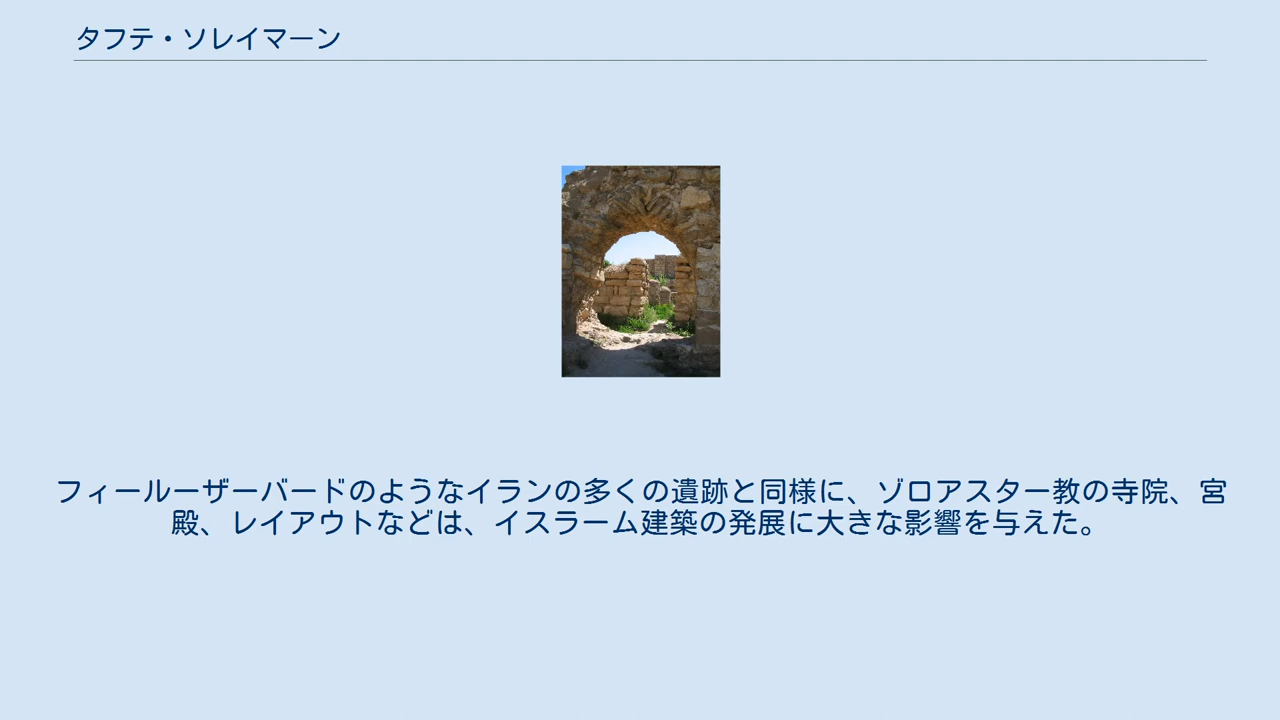 タフテ・ソレイマーン
フィールーザーバードのようなイランの多くの遺跡と同様に、ゾロアスター教の寺院、宮
殿、レイアウトなどは、イスラーム建築の発展に大きな影響を与えた。